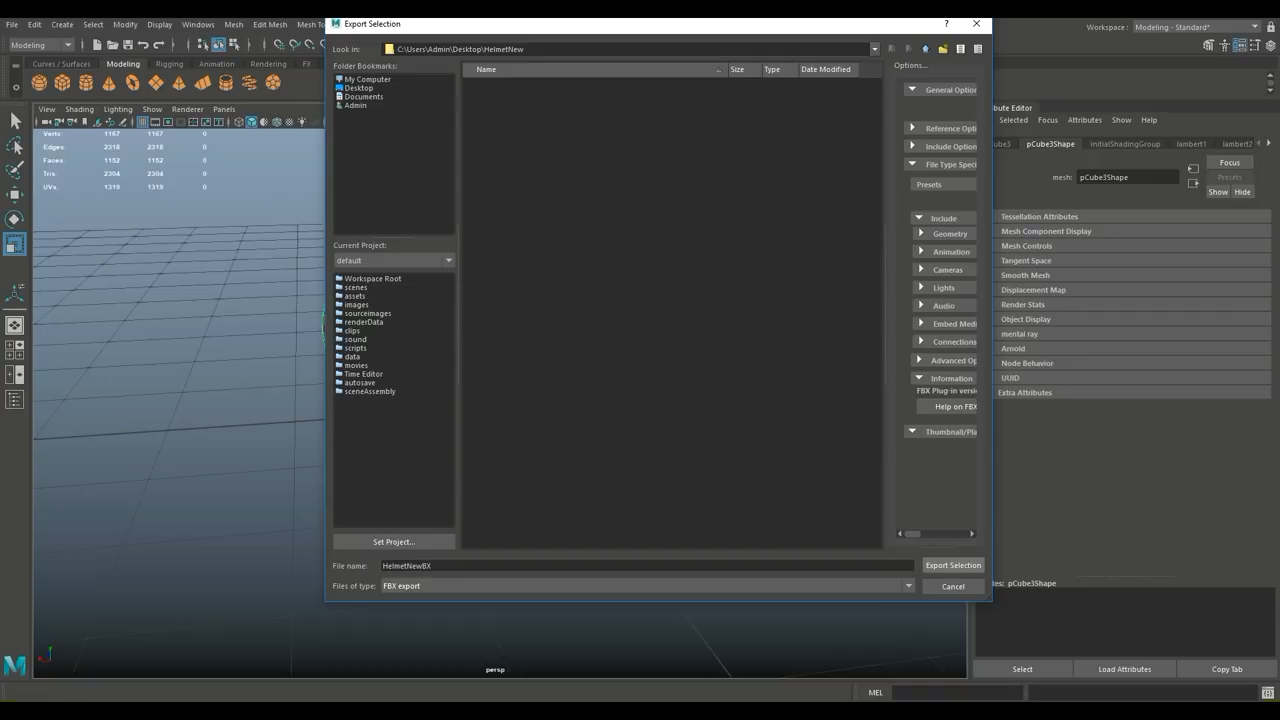 Export Selection
? ×
File Edit Create Select Modify Display Windows Mesh Edit Mesh Mesh To
Workspace : Modeling - Standard*
Modeling
Look in: C:\Users\Admin\Desktop\HelmetNew
Curves / Surfaces Modeling Rigging Animation Rendering FX
Folder Bookmarks:
My Computer
Desktop
Documents
Admin
Name Size Type Date Modified
Options...
General Option
Reference Opti
Include Option
File Type Speci
Presets
Include
Geometry
Animation
Cameras
Lights
Audio
Embed Medi
Connections
Advanced Op
Information
FBX Plug-in versi
Help on FBX
Thumbnail/Pla
View Shading Lighting Show Renderer Panels
Verts: 1167 1167 0
Edges: 2318 2318 0
Faces: 1152 1152 0
Tris: 2304 2304 0
UVs: 1319 1319 0
Current Project:
default
Workspace Root
scenes
assets
images
sourceimages
renderData
clips
sound
scripts
data
movies
Time Editor
autosave
sceneAssembly
Set Project...
File name: HelmetNewBX
Export Selection
Files of type: FBX export
Cancel
bute Editor
Selected Focus Attributes Show Help
ube3 pCube3Shape initialShadingGroup lambert1 lambert2
mesh: pCube3Shape
Focus
Presets
Show Hide
Tessellation Attributes
Mesh Component Display
Mesh Controls
Tangent Space
Smooth Mesh
Displacement Map
Render Stats
Object Display
mental ray
Arnold
Node Behavior
UUID
Extra Attributes
tes: pCube3Shape
Select Load Attributes Copy Tab
persp
MEL